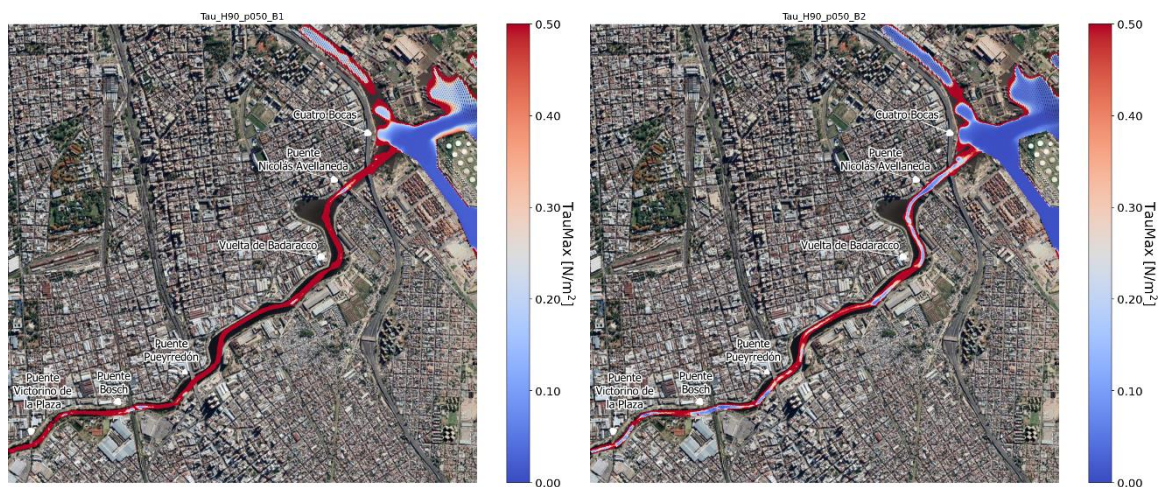 Tau_H90_p050_B1
Cuatro Bocas
Puente
Nicolás Avellaneda
Vuelta de Badaracco
Puente
Pueyrredón
Puente
Bosch
Puente
Victorino de
la Plaza
0.50
0.40
0.30
0.20
0.10
0.00
TauMax [N/m²]
Tau_H90_p050_B2
Cuatro Bocas
Puente
Nicolás Avellaneda
Vuelta de Badaracco
Puente
Pueyrredón
Puente
Bosch
Puente
Victorino de
la Plaza
0.50
0.40
0.30
0.20
0.10
0.00
TauMax [N/m²]